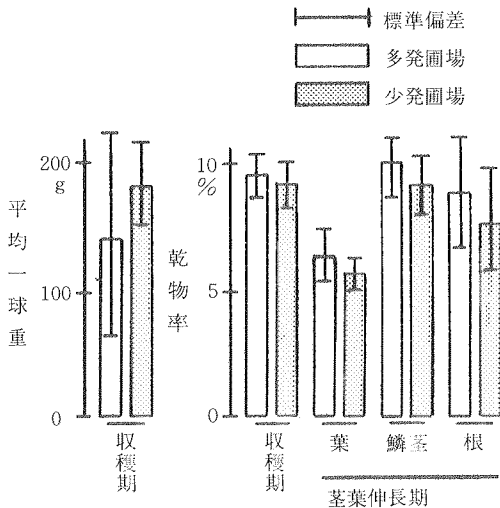 標準偏差
多発圃場
少発圃場
200
g
100
0
平均一球重
収穫期
10
%
5
0
乾物率
収穫期
葉
鱗茎
根
茎葉伸長期